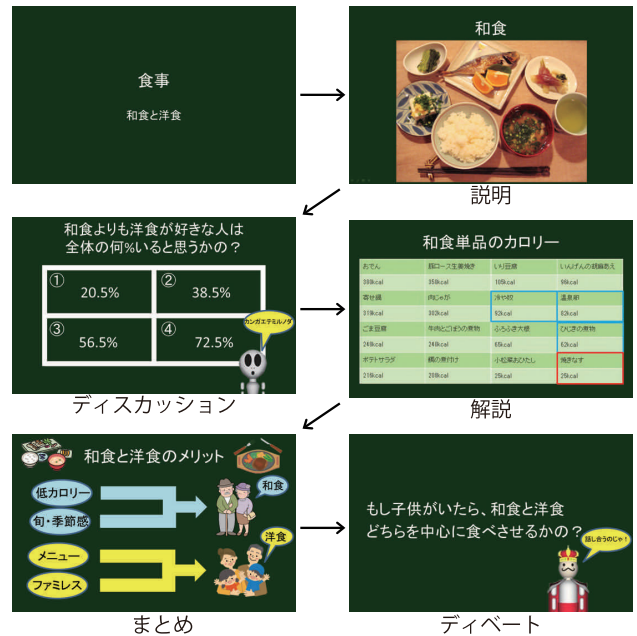 食事
和食と洋食
和食
説明
和食よりも洋食が好きな人は
全体の何%いると思うかの？
① 20.5%
② 38.5%
③ 56.5%
④ 72.5%
カンガエテミルノダ
ディスカッション
和食単品のカロリー
おでん 豚ロース生姜焼き いり豆腐 いんげんの胡麻あえ
358kcal 195kcal 99kcal
寄せ鍋 肉じゃが 冷や奴 温泉卵
319kcal 302kcal 92kcal 82kcal
ごま豆腐 牛肉とごぼうの煮物 ふろふき大根 ひじきの煮物
248kcal 248kcal 65kcal 62kcal
ポテトサラダ 鯛の煮付け 小松菜おひたし 焼きなす
218kcal 208kcal 25kcal 25kcal
解説
和食と洋食のメリット
低カロリー
旬・季節感
和食
メニュー
ファミレス
洋食
まとめ
もし子供がいたら、和食と洋食
どちらを中心に食べさせるかの？
話し合うのじゃ！
ディベート